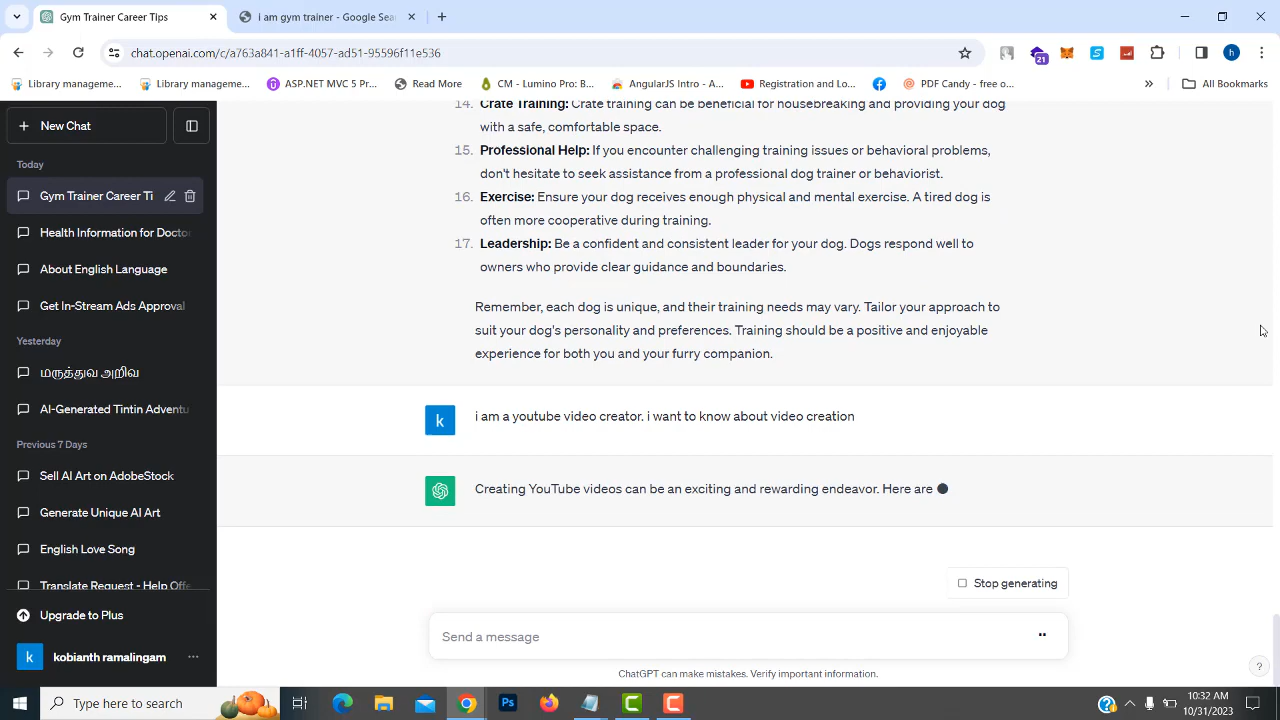 Gym Trainer Career Tips
i am gym trainer - Google Sea
chat.openai.com/c/a763a841-a1ff-4057-ad51-95596f11e536
21
h
Library manageme...
Library manageme...
ASP.NET MVC 5 Pr...
Read More
CM - Lumino Pro: B...
AngularJS Intro - A...
Registration and Lo...
PDF Candy - free o...
»
All Bookmarks
New Chat
Today
Gym Trainer Career Ti
Health Information for Docto
About English Language
Get In-Stream Ads Approval
Yesterday
மருத்துவ அறிவு
AI-Generated Tintin Adventu
Previous 7 Days
Sell AI Art on AdobeStock
Generate Unique AI Art
English Love Song
Translate Request - Help Offe
Upgrade to Plus
k
kobianth ramalingam
14. Crate Training: Crate training can be beneficial for housebreaking and providing your dog
with a safe, comfortable space.
15. Professional Help: If you encounter challenging training issues or behavioral problems,
don't hesitate to seek assistance from a professional dog trainer or behaviorist.
16. Exercise: Ensure your dog receives enough physical and mental exercise. A tired dog is
often more cooperative during training.
17. Leadership: Be a confident and consistent leader for your dog. Dogs respond well to
owners who provide clear guidance and boundaries.
Remember, each dog is unique, and their training needs may vary. Tailor your approach to
suit your dog's personality and preferences. Training should be a positive and enjoyable
experience for both you and your furry companion.
k
i am a youtube video creator. i want to know about video creation
Creating YouTube videos can be an exciting and rewarding endeavor. Here are
Stop generating
Send a message
ChatGPT can make mistakes. Verify important information.
?
Type here to search
Ps
C
C
10:32 AM
10/31/2023